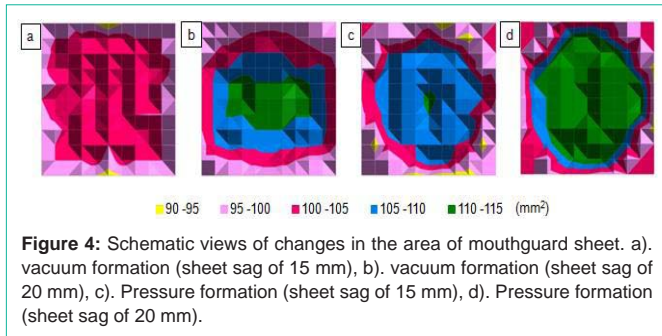 a
b
c
d
90 -95 95 -100 100 -105 105 -110 110 -115 (mm²)
Figure 4: Schematic views of changes in the area of mouthguard sheet. a).
vacuum formation (sheet sag of 15 mm), b). vacuum formation (sheet sag of
20 mm), c). Pressure formation (sheet sag of 15 mm), d). Pressure formation
(sheet sag of 20 mm).